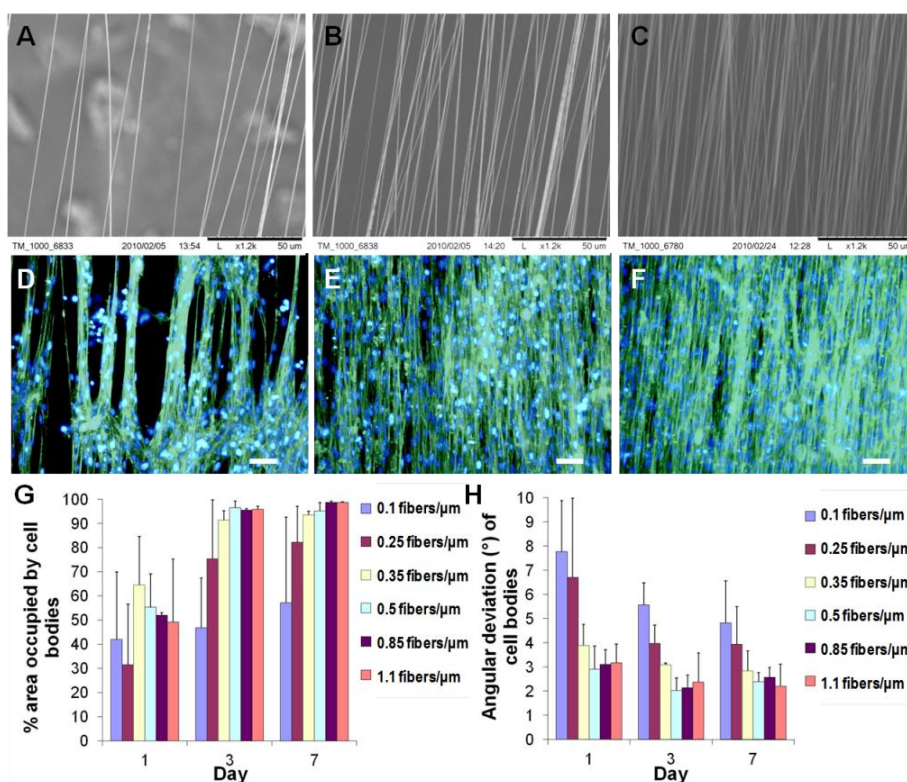 A
B
C
TM_1000_6833 2010/02/05 13:54 L x1.2k 50 um
TM_1000_6838 2010/02/05 14:20 L x1.2k 50 um
TM_1000_6780 2010/02/24 12:28 L x1.2k 50 um
D
E
F
G
% area occupied by cell
bodies
100
90
80
70
60
50
40
30
20
10
0
1
3
7
Day
0.1 fibers/µm
0.25 fibers/µm
0.35 fibers/µm
0.5 fibers/µm
0.85 fibers/µm
1.1 fibers/µm
H
Angular deviation (°) of
cell bodies
10
9
8
7
6
5
4
3
2
1
0
1
3
7
Day
0.1 fibers/µm
0.25 fibers/µm
0.35 fibers/µm
0.5 fibers/µm
0.85 fibers/µm
1.1 fibers/µm